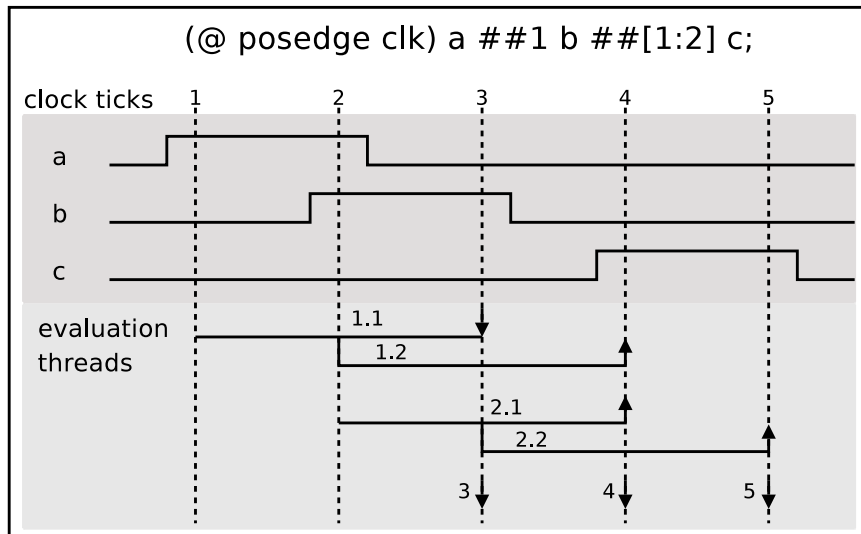 (@ posedge clk) a ##1 b ##[1:2] c;
clock ticks 1 2 3 4 5
a
b
c
evaluation
threads
1.1
1.2
2.1
2.2
3 4 5